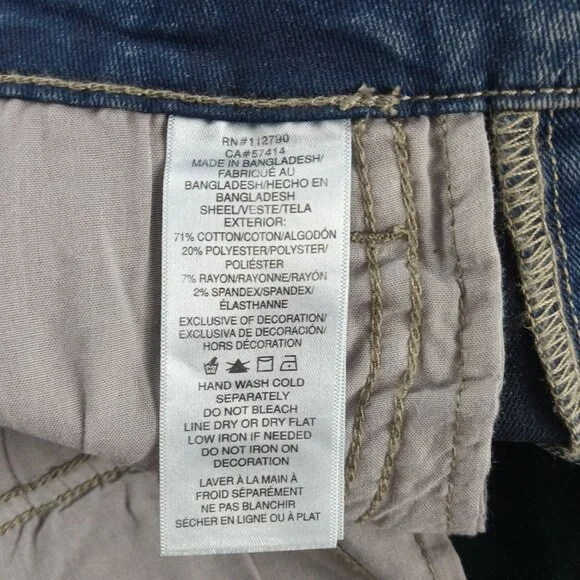 RN#112790
CA#57414
MADE IN BANGLADESH/
FABRIQUÉ AU
BANGLADESH/HECHO EN
BANGLADESH
SHEEL/VESTE/TELA
EXTERIOR:
71% COTTON/COTON/ALGODÓN
20% POLYESTER/POLYESTER/
POLIÉSTER
7% RAYON/RAYONNE/RAYÓN
2% SPANDEX/SPANDEX/
ÉLASTHANNE
EXCLUSIVE OF DECORATION/
EXCLUSIVA DE DECORACIÓN/
HORS DÉCORATION
HAND WASH COLD
SEPARATELY
DO NOT BLEACH
LINE DRY OR DRY FLAT
LOW IRON IF NEEDED
DO NOT IRON ON
DECORATION
LAVER À LA MAIN À
FROID SÉPARÉMENT
NE PAS BLANCHIR
SÉCHER EN LIGNE OU À PLAT